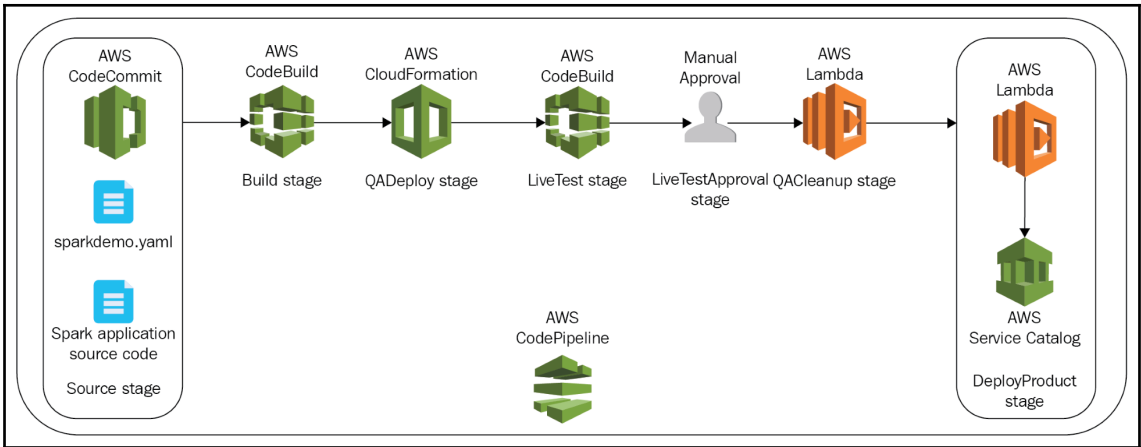 AWS
CodeCommit
sparkdemo.yaml
Spark application
source code
Source stage
AWS
CodeBuild
Build stage
AWS
CloudFormation
QADeploy stage
AWS
CodeBuild
LiveTest stage
Manual
Approval
LiveTestApproval
stage
AWS
Lambda
QACleanup stage
AWS
Lambda
AWS
Service Catalog
DeployProduct
stage
AWS
CodePipeline